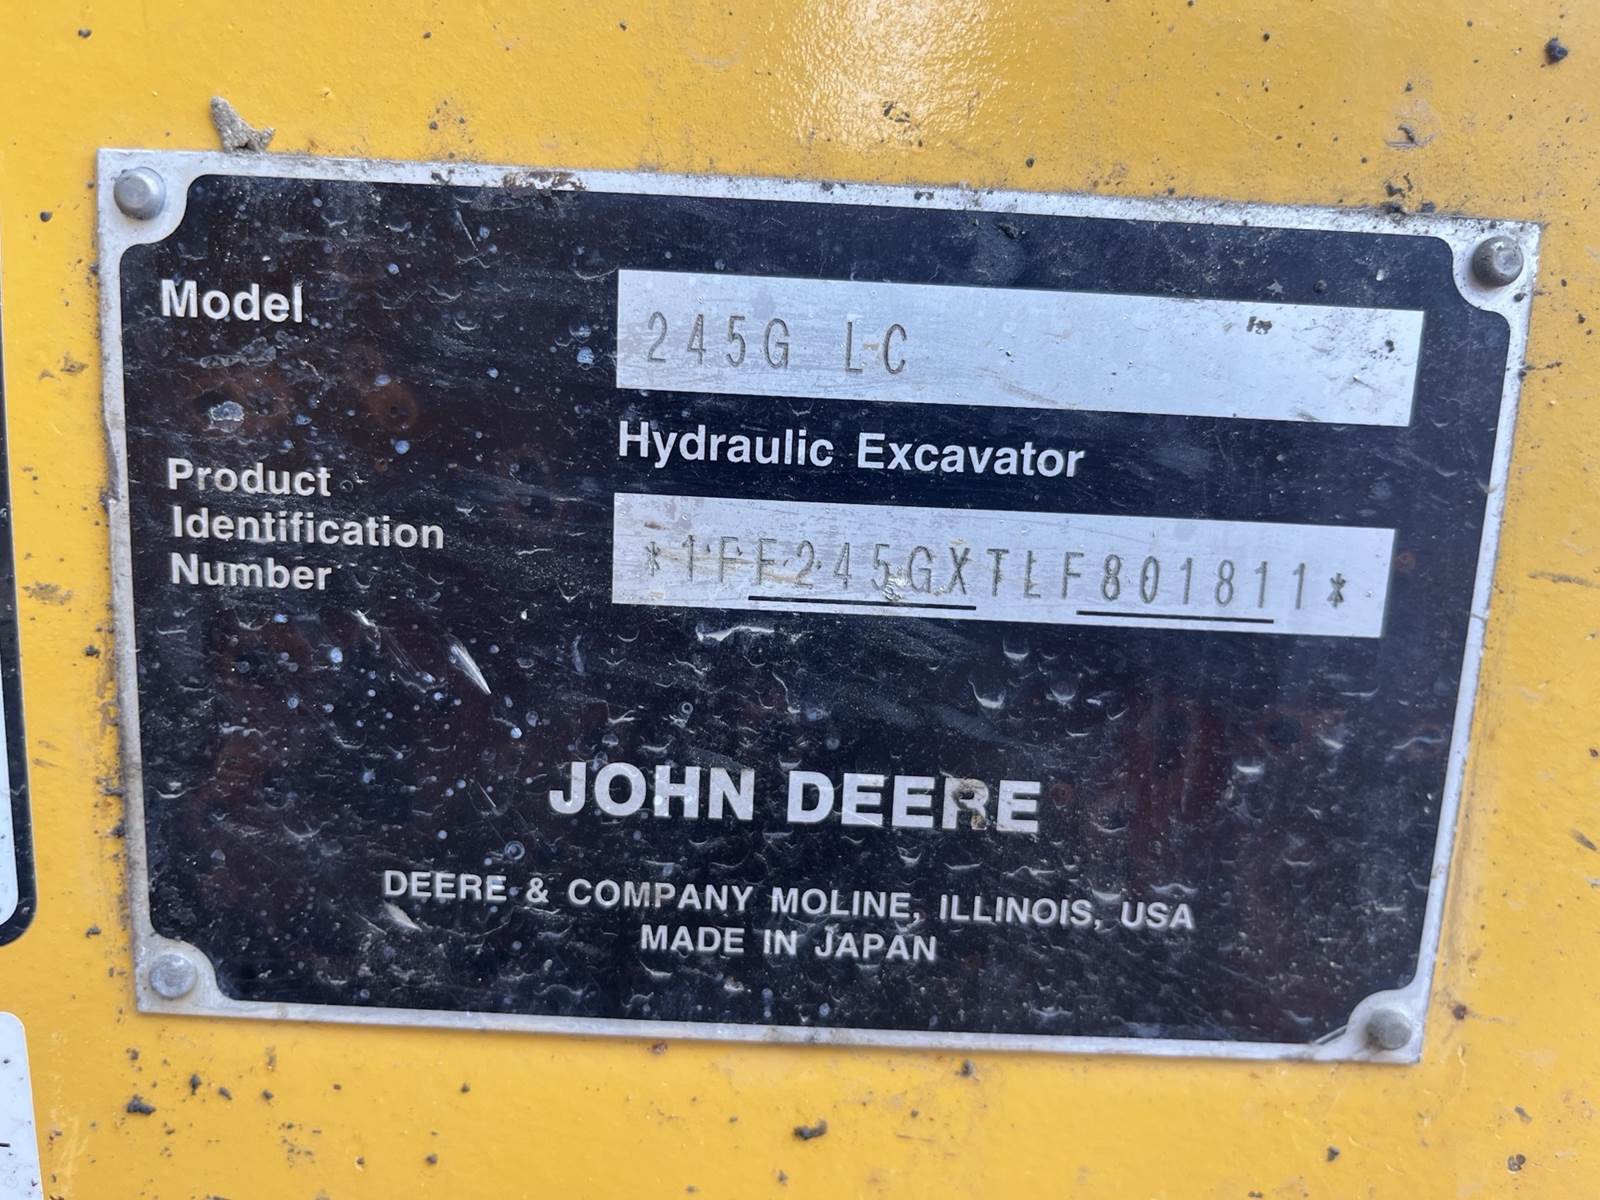 Model
245G LC
Hydraulic Excavator
Product
Identification
Number
*1FF245GXTLF801811*
JOHN DEERE
DEERE & COMPANY MOLINE, ILLINOIS, USA
MADE IN JAPAN